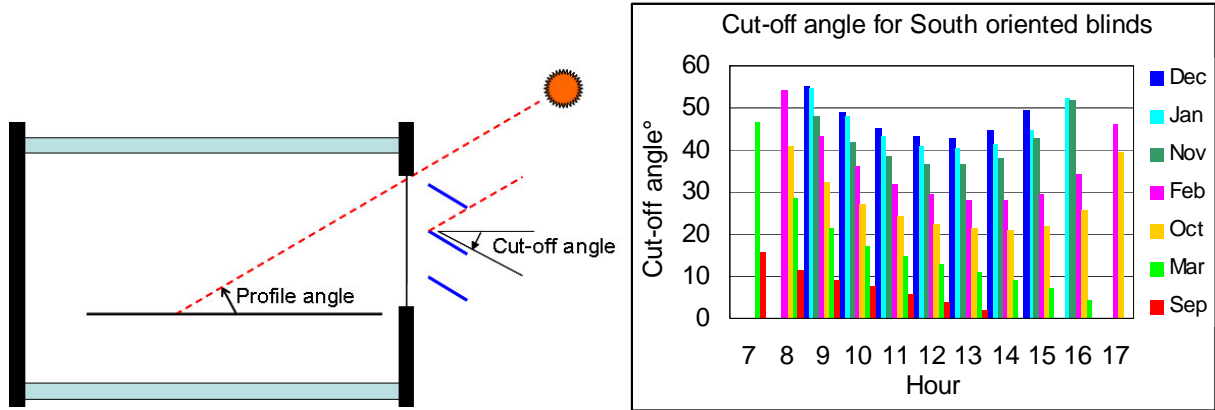 Profile angle
Cut-off angle
Cut-off angle for South oriented blinds
Cut-off angle°
60
50
40
30
20
10
0
7 8 9 10 11 12 13 14 15 16 17
Hour
Dec
Jan
Nov
Feb
Oct
Mar
Sep